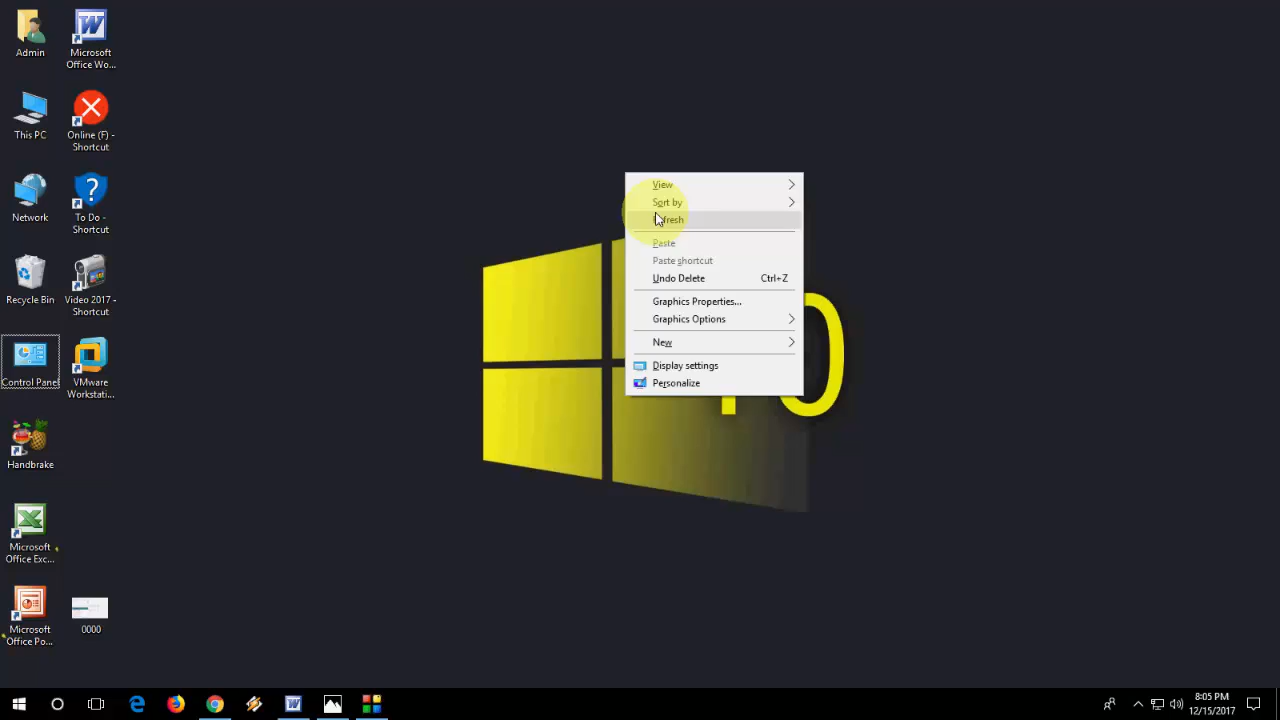 Admin
Microsoft
Office Wo...
This PC
Online (F) -
Shortcut
Network
To Do -
Shortcut
Recycle Bin
Video 2017 -
Shortcut
Control Panel
VMware
Workstati...
Handbrake
Microsoft
Office Exc...
Microsoft
Office Po...
0000
View
Sort by
Refresh
Paste
Paste shortcut
Undo Delete Ctrl+Z
Graphics Properties...
Graphics Options
New
Display settings
Personalize
10
8:05 PM
12/15/2017